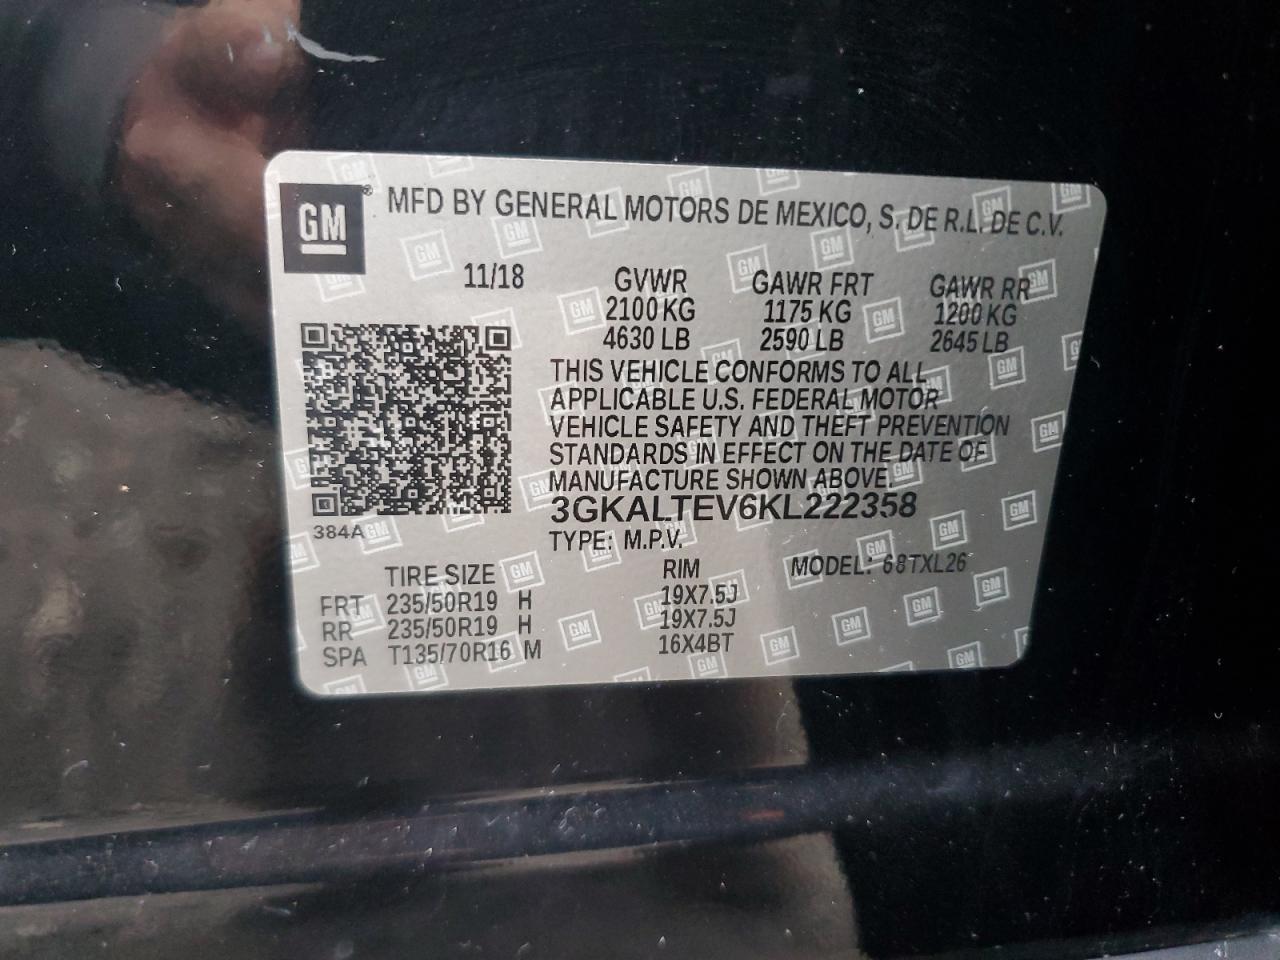 GM ® MFD BY GENERAL MOTORS DE MEXICO, S. DE R.L. DE C.V.
11/18 GVWR GAWR FRT GAWR RR
2100 KG 1175 KG 1200 KG
4630 LB 2590 LB 2645 LB
THIS VEHICLE CONFORMS TO ALL
APPLICABLE U.S. FEDERAL MOTOR
VEHICLE SAFETY AND THEFT PREVENTION
STANDARDS IN EFFECT ON THE DATE OF
MANUFACTURE SHOWN ABOVE.
3GKALTEV6KL222358
384A
TYPE: M.P.V.
TIRE SIZE RIM MODEL: 68TXL26
FRT 235/50R19 H 19X7.5J
RR 235/50R19 H 19X7.5J
SPA T135/70R16 M 16X4BT